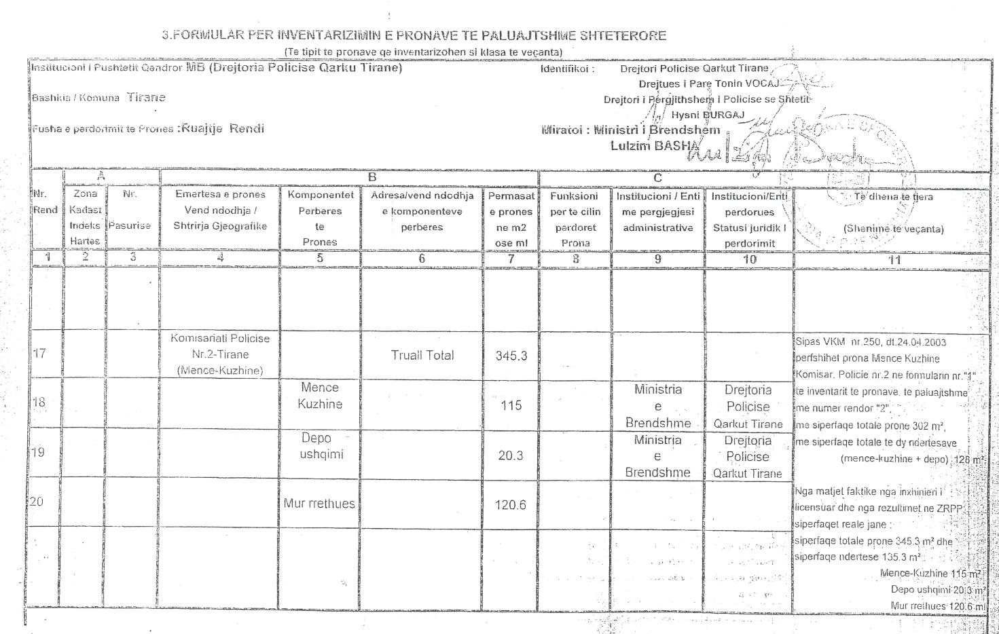 3.FORMULAR PER INVENTARIZIMIN E PRONAVE TE PALUAJTSHME SHTETERORE
(Te tipit te pronave qe inventarizohen si klasa te veçanta)
Institucioni i Pushtetit Qendror MB (Drejtoria Policise Qarku Tirane)
Identifikoi : Drejtori Policise Qarkut Tirane
Drejtues i Pare Tonin VOCAJ
Bashkia / Komuna Tirane
Drejtori i Pergjithshem i Policise se Shtetit
Hysni BURGAJ
Fusha e perdorimit te Prones :Ruajtje Rendi
Miratoi : Ministri i Brendshem
Lulzim BASHA
Lulzim Basha
A B C
Nr.
Rend
Zona
Kadast
Indeks
Hartes
Nr.
Pasurise
Emertesa e prones
Vend ndodhja /
Shtrirja Gjeografike
Komponentet
Perberes
te
Prones
Adresa/vend ndodhja
e komponenteve
perberes
Permasat
e prones
ne m2
ose ml
Funksioni
per te cilin
perdoret
Prona
Institucioni / Enti
me pergjegjesi
administrative
Institucioni/Enti
perdorues
Statusi juridik I
perdorimit
Te dhena te tjera
(Shenime te veçanta)
1 2 3 4 5 6 7 8 9 10 11
17
Komisariati Policise
Nr.2-Tirane
(Mence-Kuzhine)
Truall Total
345.3
18
Mence
Kuzhine
115
Ministria
e
Brendshme
Drejtoria
Policise
Qarkut Tirane
19
Depo
ushqimi
20.3
Ministria
e
Brendshme
Drejtoria
Policise
Qarkut Tirane
20
Mur rrethues
120.6
Sipas VKM nr.250, dt.24.04.2003
perfshihet prona Mence Kuzhine
Komisar. Policie nr.2 ne formularin nr."1"
te inventarit te pronave te paluajtshme
me numer rendor "2",
me siperfaqe totale prone 302 m²,
me siperfaqe totale te dy ndertesave
(mence-kuzhine + depo) 128 m²
Nga matjet faktike nga inxhinieri i
licensuar dhe nga rezultimet ne ZRPP
siperfaqet reale jane :
siperfaqe totale prone 345.3 m² dhe
siperfaqe ndertese 135.3 m²
Mence-Kuzhine 115 m²
Depo ushqimi 20.3 m²
Mur rrethues 120.6 ml